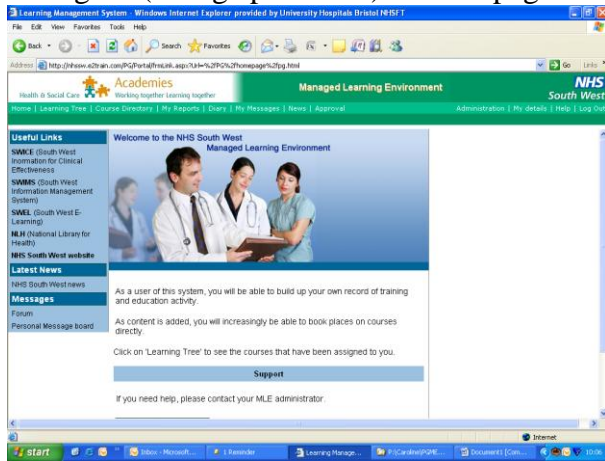 Learning Management System - Windows Internet Explorer provided by University Hospitals Bristol NHSFT
File Edit View Favorites Tools Help
Back Search Favorites
Address http://nhssw.e2train.com/PG/Portal/frmLink.aspx?Url=%2fPG%2fhomepage%2fpg.html Go Links
Health & Social Care Academies
Working together Learning together
Managed Learning Environment
NHS
South West
Home | Learning Tree | Course Directory | My Reports | Diary | My Messages | News | Approval
Administration | My details | Help | Log Out
Useful Links
SWICE (South West
Inormation for Clinical
Effectiveness
SWIMS (South West
Information Management
System)
SWEL (South West E-
Learning)
NLH (National Library for
Health)
NHS South West website
Latest News
NHS South West news
Messages
Forum
Personal Message board
Welcome to the NHS South West
Managed Learning Environment
As a user of this system, you will be able to build up your own record of training
and education activity.
As content is added, you will increasingly be able to book places on courses
directly.
Click on 'Learning Tree' to see the courses that have been assigned to you.
Support
If you need help, please contact your MLE administrator.
Internet
start Inbox - Microsoft... 1 Reminder Learning Manage... Document1 [Com... 10:06